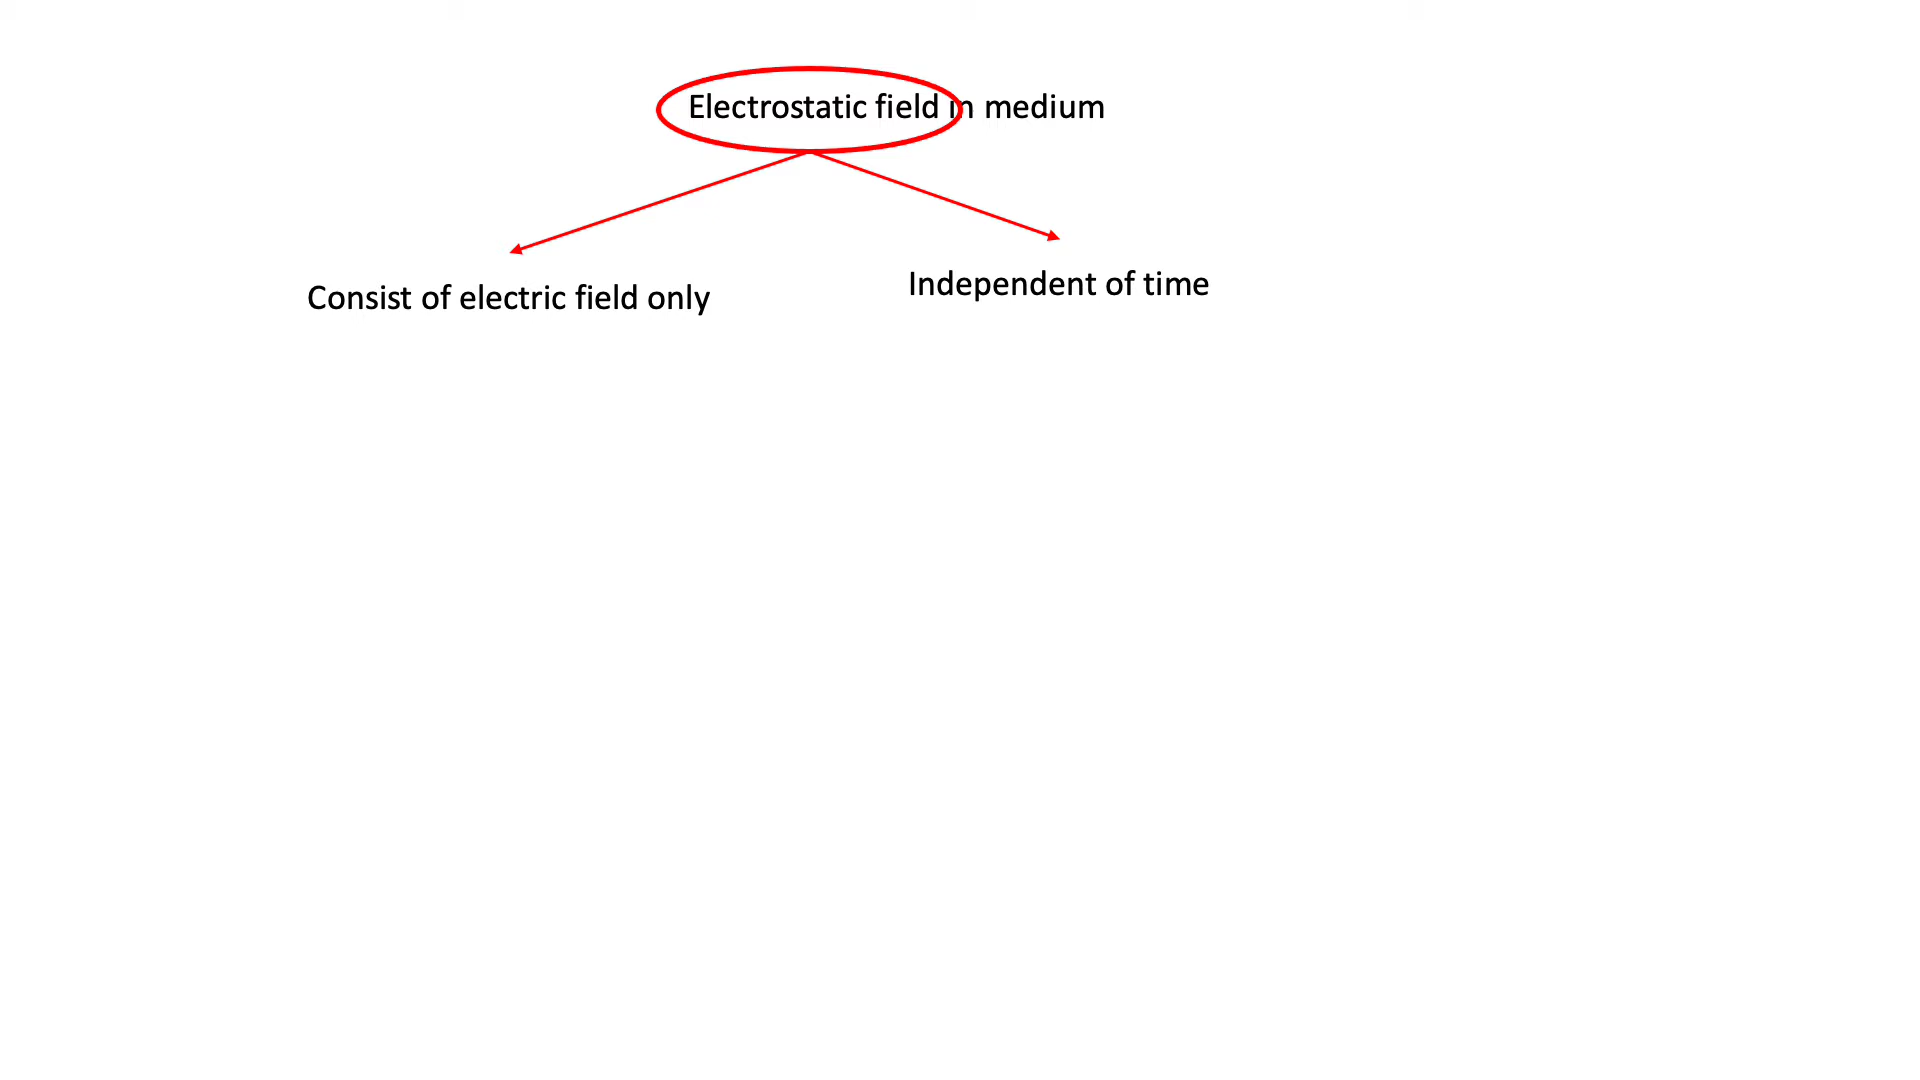 Electrostatic field in medium
Consist of electric field only
Independent of time